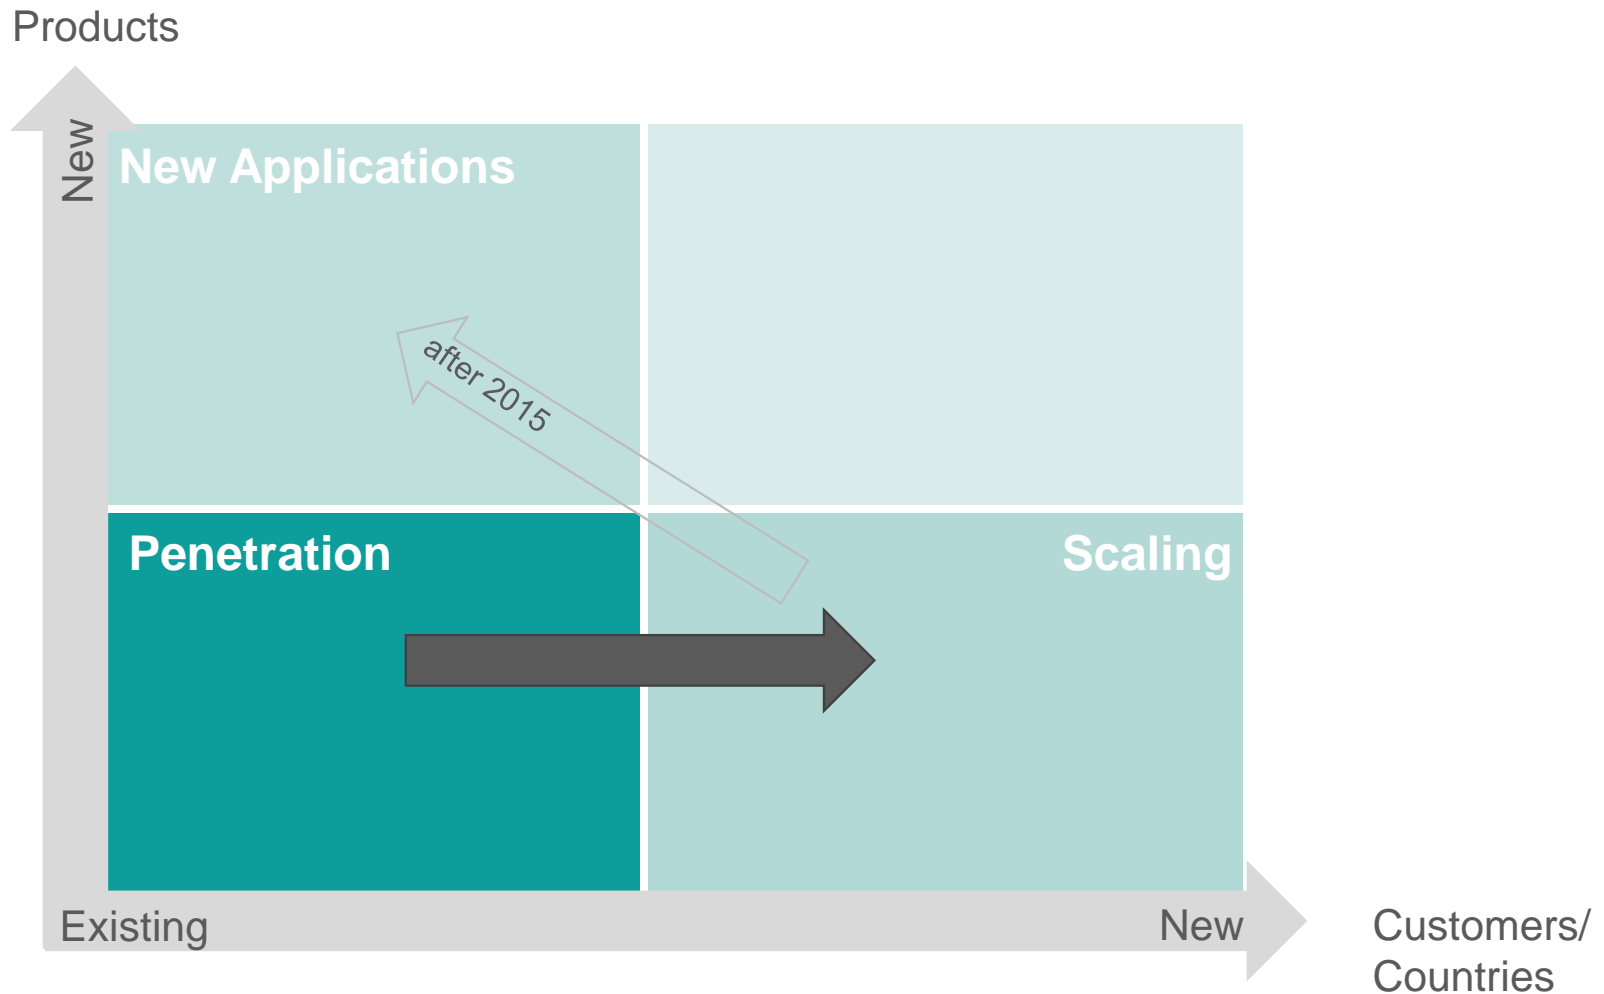 Products
New
New Applications
after 2015
Penetration
Scaling
Existing
New
Customers/
Countries